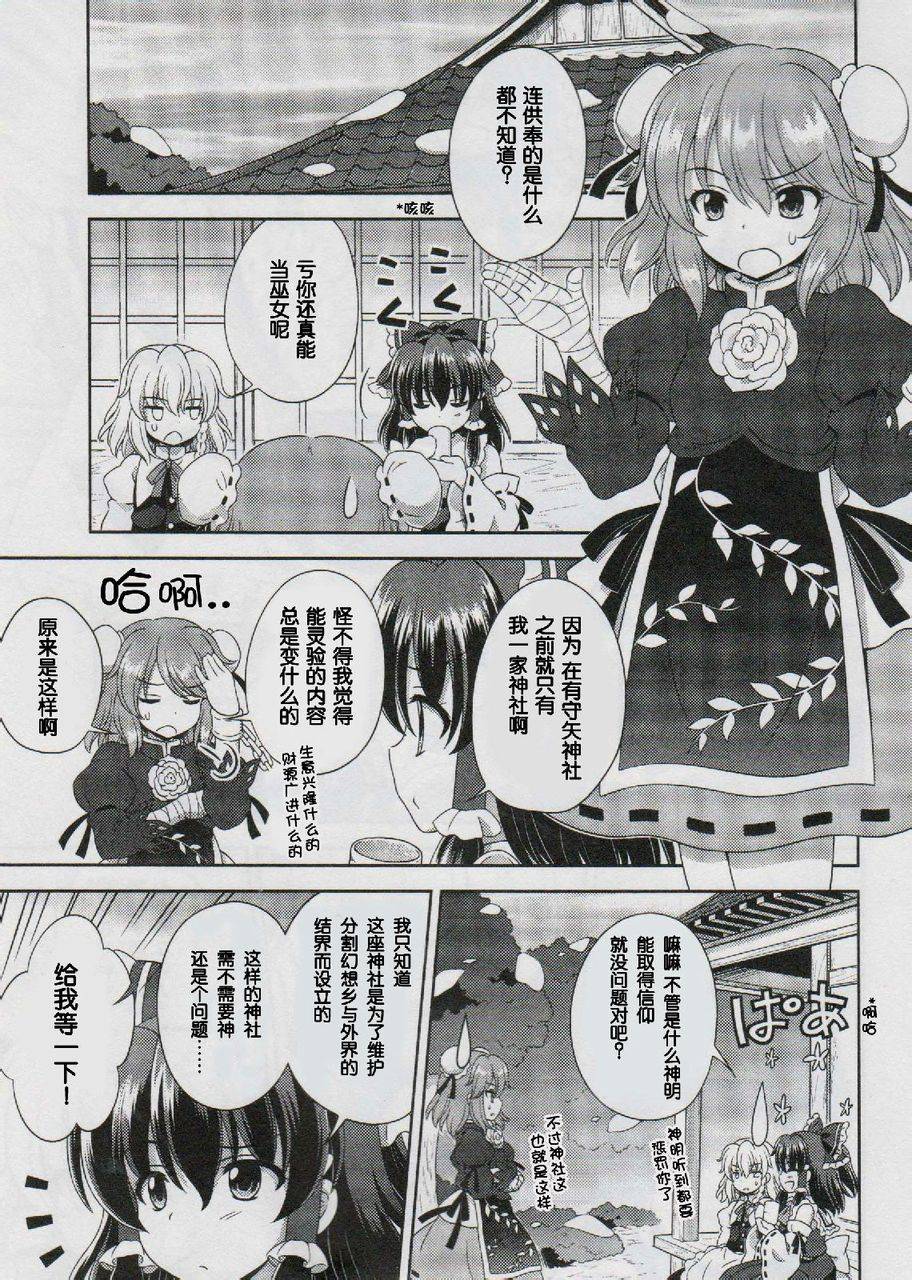 连供奉的是什么
都不知道？
*咳咳
亏你还真能
当巫女呢
因为 在有守矢神社
之前就只有
我一家神社啊
怪不得我觉得
能灵验的内容
总是变什么的
生意兴隆什么的
财源广进什么的
哈啊..
原来是这样啊
嘛嘛 不管是什么神明
能取得信仰
就没问题对吧?
ぱぁあ
*啊哈
神明听到都要
惩罚你了
不过神社这
也就是这样
我只知道
这座神社是为了维护
分割幻想乡与外界的
结界而设立的
这样的神社
需不需要神
还是个问题……
给我等一下！